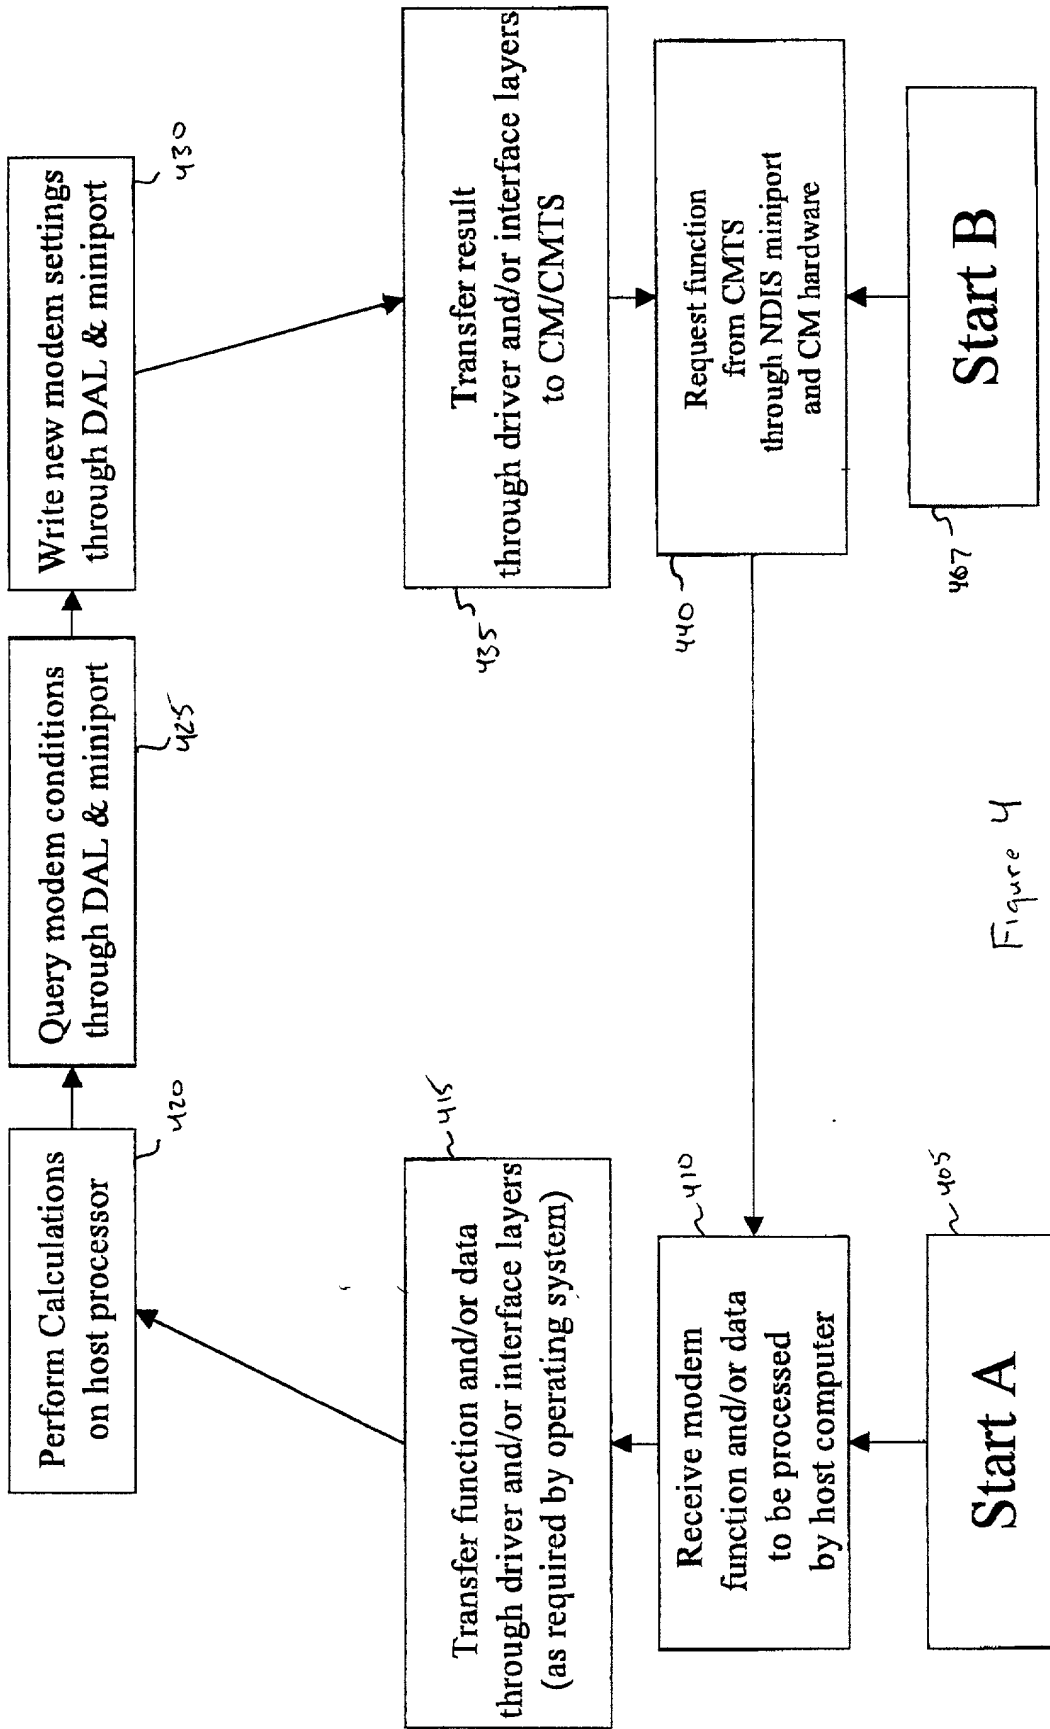 Perform Calculations
on host processor
420
Query modem conditions
through DAL & miniport
425
Write new modem settings
through DAL & miniport
430
Transfer function and/or data
through driver and/or interface layers
(as required by operating system)
415
Transfer result
through driver and/or interface layers
to CM/CMTS
435
Receive modem
function and/or data
to be processed
by host computer
410
Request function
from CMTS
through NDIS miniport
and CM hardware
440
Start A
405
Start B
467
Figure 4